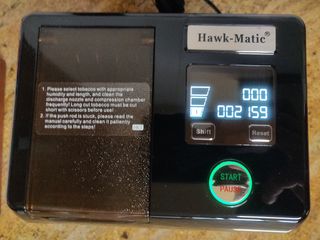 Hawk-Matic®
1. Please select tobacco with appropriate
humidity and length, and clean the
discharge nozzle and compression chamber
frequently! Long cut tobacco must be cut
short with scissors before use!
2. If the push rod is stuck, please read the
manual carefully and clean it patiently
according to the steps!
000
002159
Shift
Reset
START
PAUSE